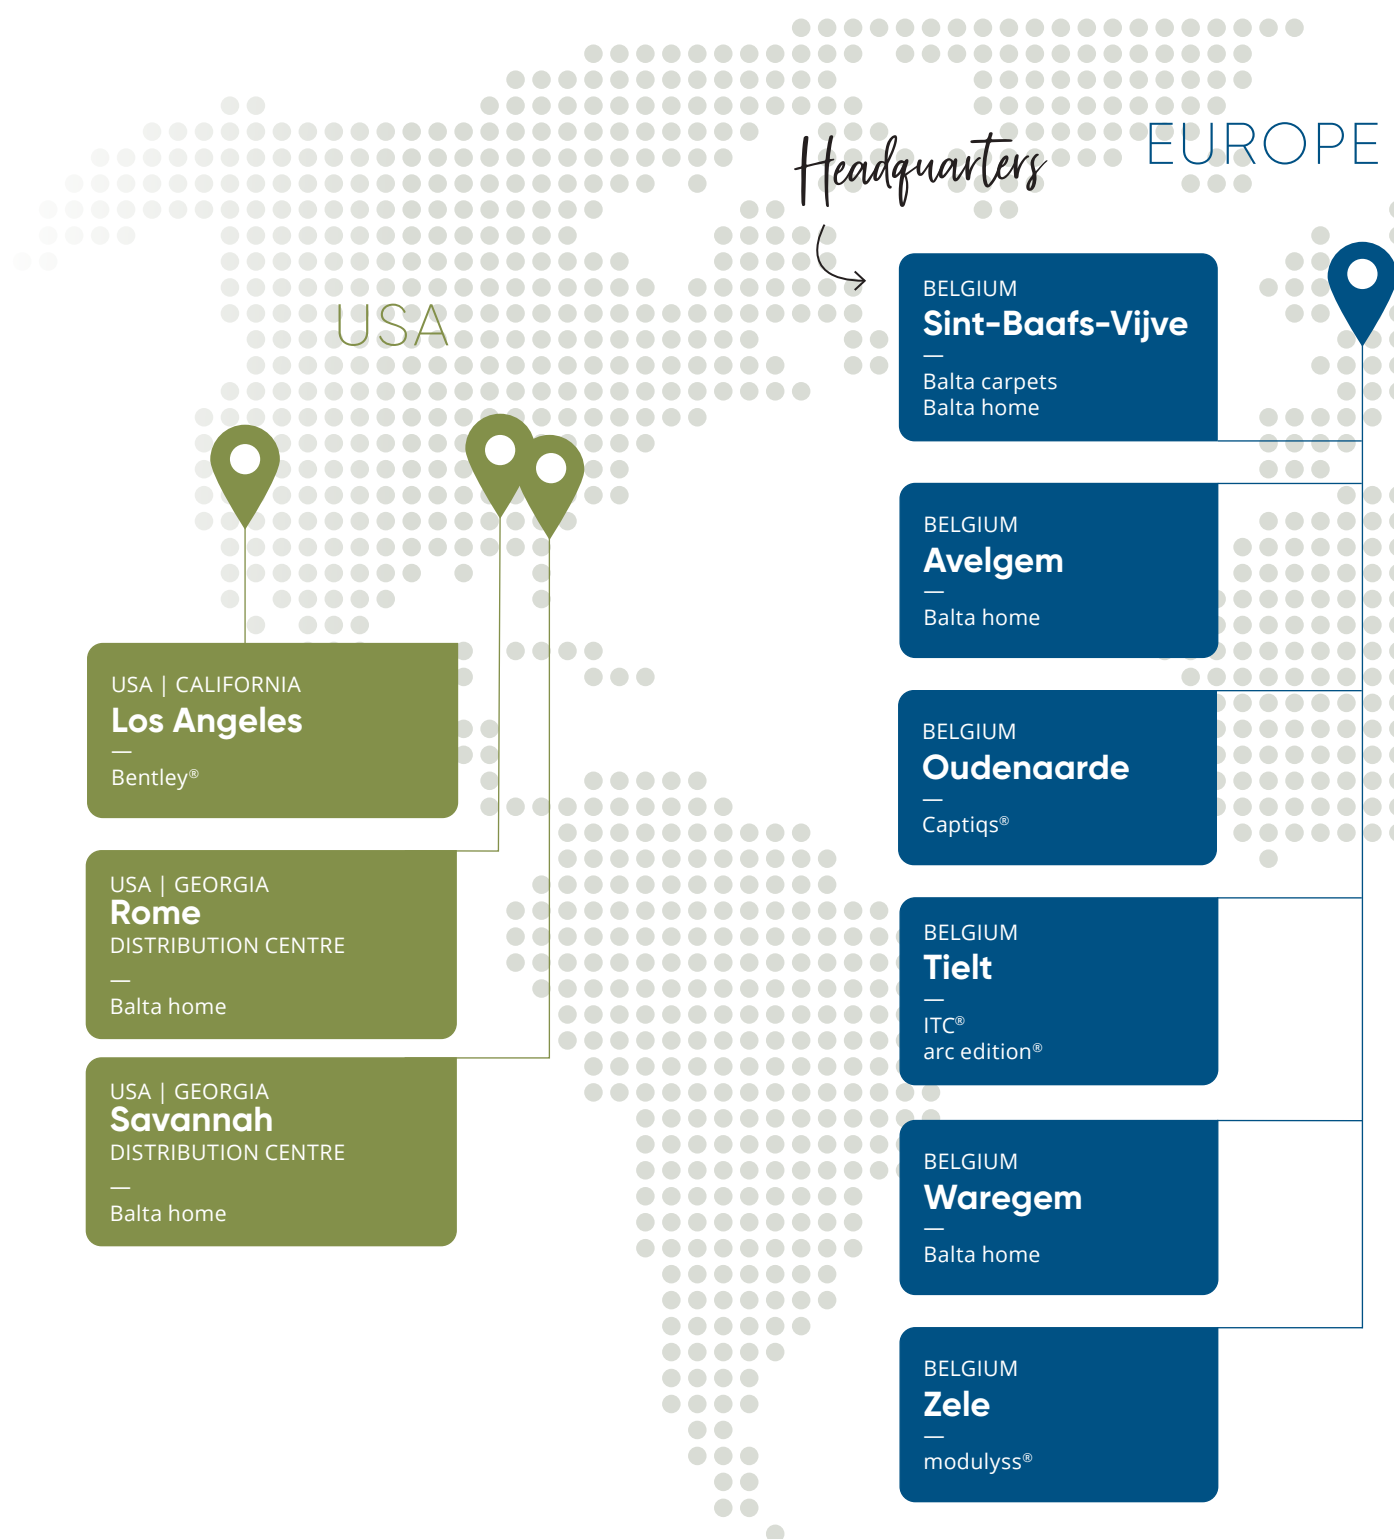 Headquarters
EUROPE
USA
BELGIUM
Sint-Baafs-Vijve
—
Balta carpets
Balta home
BELGIUM
Avelgem
—
Balta home
BELGIUM
Oudenaarde
—
Captiqs®
BELGIUM
Tielt
—
ITC®
arc edition®
BELGIUM
Waregem
—
Balta home
BELGIUM
Zele
—
modulyss®
USA | CALIFORNIA
Los Angeles
—
Bentley®
USA | GEORGIA
Rome
DISTRIBUTION CENTRE
—
Balta home
USA | GEORGIA
Savannah
DISTRIBUTION CENTRE
—
Balta home